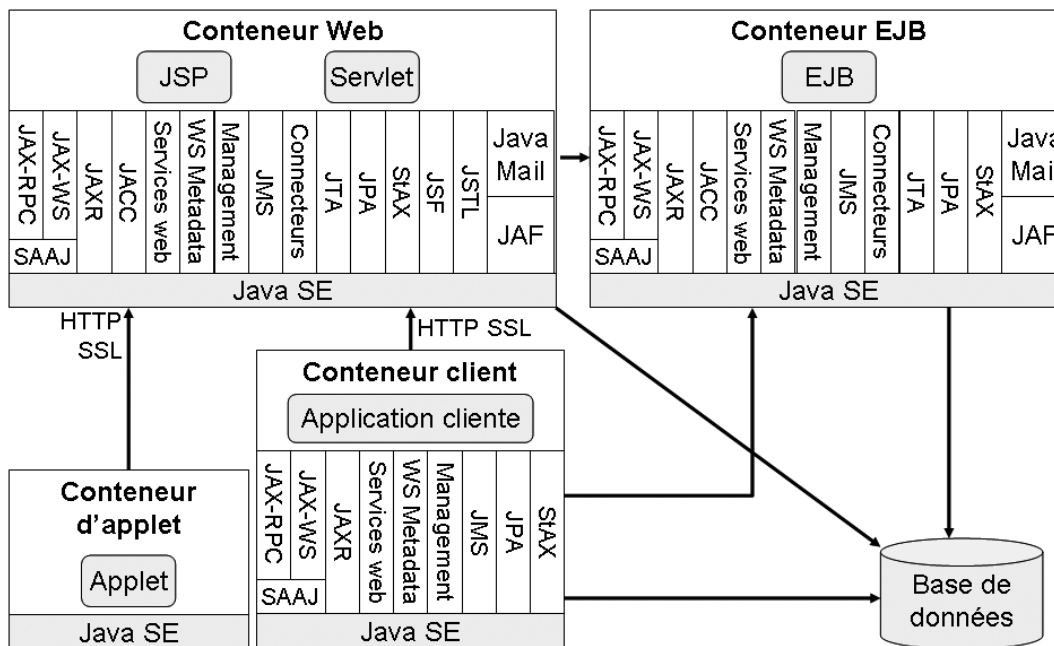 Conteneur Web
JSP
Servlet
JAX-RPC
JAX-WS
SAAJ
JAXR
JACC
Services web
WS Metadata
Management
JMS
Connecteurs
JTA
JPA
StAX
JSF
JSTL
Java
Mail
JAF
Java SE
Conteneur EJB
EJB
JAX-RPC
JAX-WS
SAAJ
JAXR
JACC
Services web
WS Metadata
Management
JMS
Connecteurs
JTA
JPA
StAX
Java
Mail
JAF
Java SE
HTTP
SSL
HTTP SSL
Conteneur client
Application cliente
JAX-RPC
JAX-WS
SAAJ
JAXR
Services web
WS Metadata
Management
JMS
JPA
StAX
Java SE
Conteneur
d'applet
Applet
Java SE
Base de
données